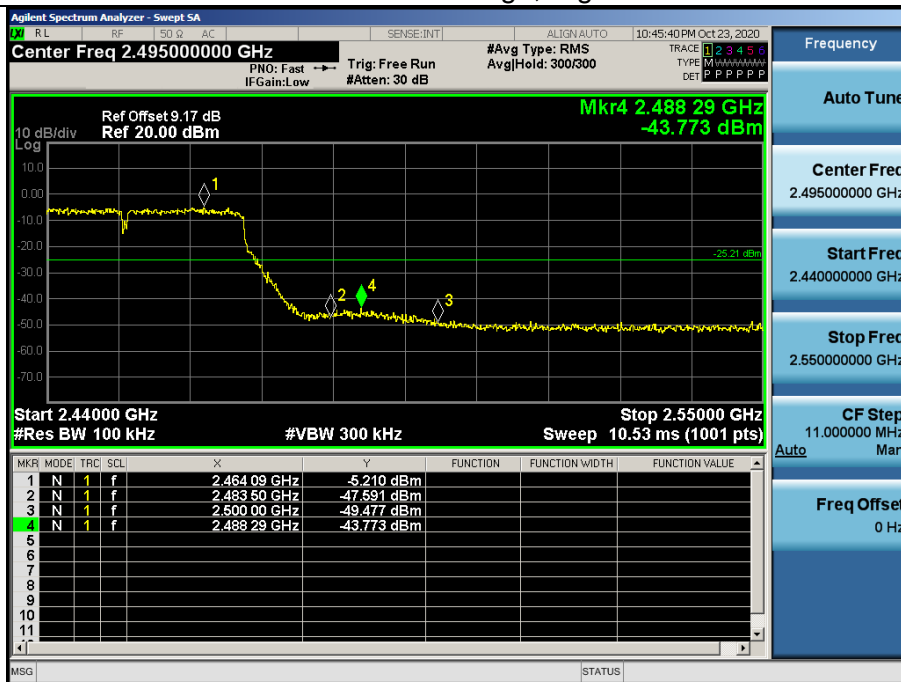 Agilent Spectrum Analyzer - Swept SA
LXI RL RF 50 Ω AC SENSE:INT ALIGN AUTO 10:45:40 PM Oct 23, 2020
Center Freq 2.495000000 GHz
PNO: Fast
IFGain:Low
Trig: Free Run
#Atten: 30 dB
#Avg Type: RMS
Avg|Hold: 300/300
TRACE 1 2 3 4 5 6
TYPE M WWWWW
DET P P P P P P
Mkr4 2.488 29 GHz
-43.773 dBm
Ref Offset 9.17 dB
10 dB/div Ref 20.00 dBm
Log
10.0
0.00
-10.0
-20.0
-30.0
-40.0
-50.0
-60.0
-70.0
1
2
4
3
-25.21 dBm
Start 2.44000 GHz Stop 2.55000 GHz
#Res BW 100 kHz #VBW 300 kHz Sweep 10.53 ms (1001 pts)
MKR MODE TRC SCL X Y FUNCTION FUNCTION WIDTH FUNCTION VALUE
1 N 1 f 2.464 09 GHz -5.210 dBm
2 N 1 f 2.483 50 GHz -47.591 dBm
3 N 1 f 2.500 00 GHz -49.477 dBm
4 N 1 f 2.488 29 GHz -43.773 dBm
5
6
7
8
9
10
11
MSG STATUS
Frequency
Auto Tune
Center Freq
2.495000000 GHz
Start Freq
2.440000000 GHz
Stop Freq
2.550000000 GHz
CF Step
11.000000 MHz
Auto Man
Freq Offset
0 Hz